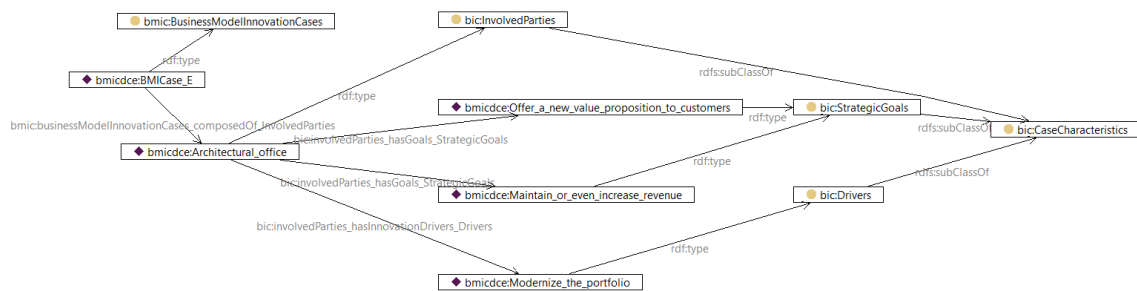 bmic:BusinessModelInnovationCases
bic:InvolvedParties
rdf:type
rdfs:subClassOf
bmicdce:BMICase_E
rdf:type
bmicdce:Offer_a_new_value_proposition_to_customers
bic:StrategicGoals
rdf:type
bmic:businessModelInnovationCases_composedOf_InvolvedParties
bic:involvedParties_hasGoals_StrategicGoals
rdfs:subClassOf
bic:CaseCharacteristics
bmicdce:Architectural_office
rdf:type
rdfs:subClassOf
bic:involvedParties_hasGoals_StrategicGoals
bmicdce:Maintain_or_even_increase_revenue
bic:Drivers
bic:involvedParties_hasInnovationDrivers_Drivers
rdf:type
bmicdce:Modernize_the_portfolio